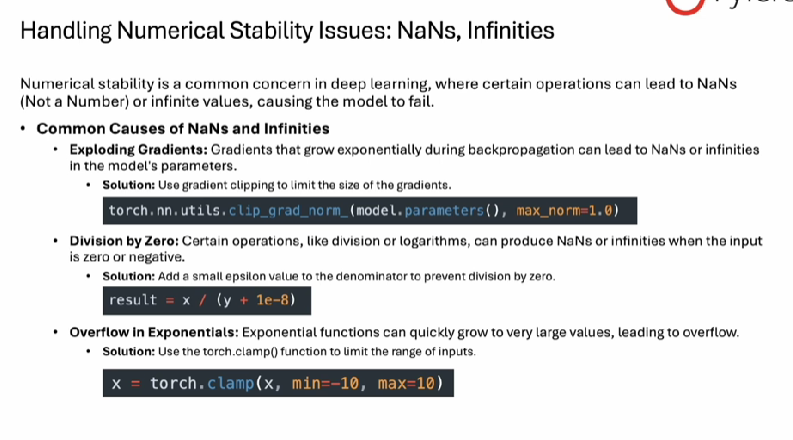 Handling Numerical Stability Issues: NaNs, Infinities
Numerical stability is a common concern in deep learning, where certain operations can lead to NaNs
(Not a Number) or infinite values, causing the model to fail.
• Common Causes of NaNs and Infinities
• Exploding Gradients: Gradients that grow exponentially during backpropagation can lead to NaNs or infinities
in the model's parameters.
• Solution: Use gradient clipping to limit the size of the gradients.
torch.nn.utils.clip_grad_norm_(model.parameters(), max_norm=1.0)
• Division by Zero: Certain operations, like division or logarithms, can produce NaNs or infinities when the input
is zero or negative.
• Solution: Add a small epsilon value to the denominator to prevent division by zero.
result = x / (y + 1e-8)
• Overflow in Exponentials: Exponential functions can quickly grow to very large values, leading to overflow.
• Solution: Use the torch.clamp() function to limit the range of inputs.
x = torch.clamp(x, min=-10, max=10)